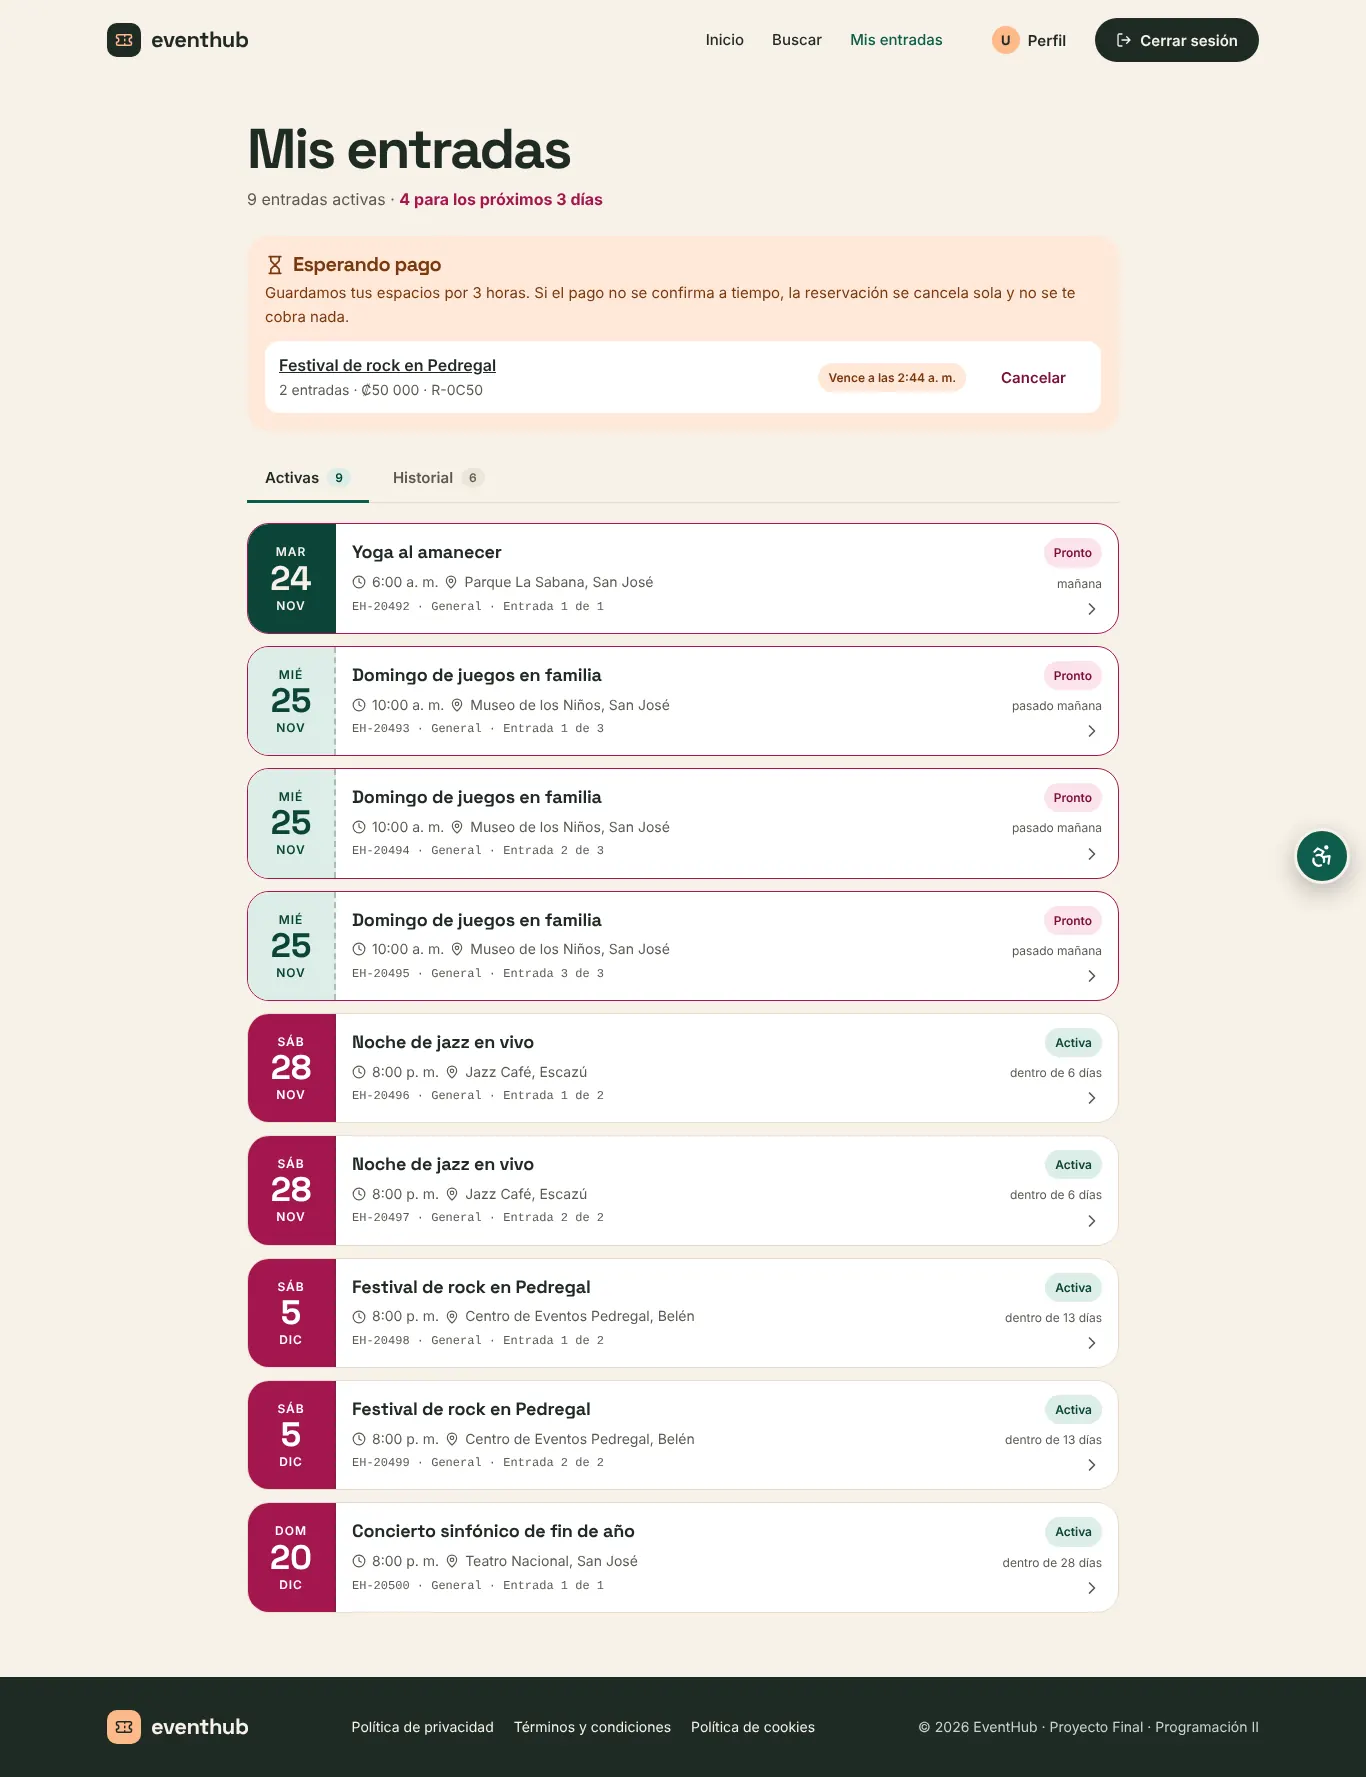 eventhub
Inicio
Buscar
Mis entradas
U
Perfil
Cerrar sesión
Mis entradas
9 entradas activas · 4 para los próximos 3 días
Esperando pago
Guardamos tus espacios por 3 horas. Si el pago no se confirma a tiempo, la reservación se cancela sola y no se te
cobra nada.
Festival de rock en Pedregal
2 entradas · ₡50 000 · R-0C50
Vence a las 2:44 a. m.
Cancelar
Activas 9
Historial 6
MAR
24
NOV
Yoga al amanecer
6:00 a. m. Parque La Sabana, San José
EH-20492 · General · Entrada 1 de 1
Pronto
mañana
MIÉ
25
NOV
Domingo de juegos en familia
10:00 a. m. Museo de los Niños, San José
EH-20493 · General · Entrada 1 de 3
Pronto
pasado mañana
MIÉ
25
NOV
Domingo de juegos en familia
10:00 a. m. Museo de los Niños, San José
EH-20494 · General · Entrada 2 de 3
Pronto
pasado mañana
MIÉ
25
NOV
Domingo de juegos en familia
10:00 a. m. Museo de los Niños, San José
EH-20495 · General · Entrada 3 de 3
Pronto
pasado mañana
SÁB
28
NOV
Noche de jazz en vivo
8:00 p. m. Jazz Café, Escazú
EH-20496 · General · Entrada 1 de 2
Activa
dentro de 6 días
SÁB
28
NOV
Noche de jazz en vivo
8:00 p. m. Jazz Café, Escazú
EH-20497 · General · Entrada 2 de 2
Activa
dentro de 6 días
SÁB
5
DIC
Festival de rock en Pedregal
8:00 p. m. Centro de Eventos Pedregal, Belén
EH-20498 · General · Entrada 1 de 2
Activa
dentro de 13 días
SÁB
5
DIC
Festival de rock en Pedregal
8:00 p. m. Centro de Eventos Pedregal, Belén
EH-20499 · General · Entrada 2 de 2
Activa
dentro de 13 días
DOM
20
DIC
Concierto sinfónico de fin de año
8:00 p. m. Teatro Nacional, San José
EH-20500 · General · Entrada 1 de 1
Activa
dentro de 28 días
eventhub
Política de privacidad
Términos y condiciones
Política de cookies
© 2026 EventHub · Proyecto Final · Programación II